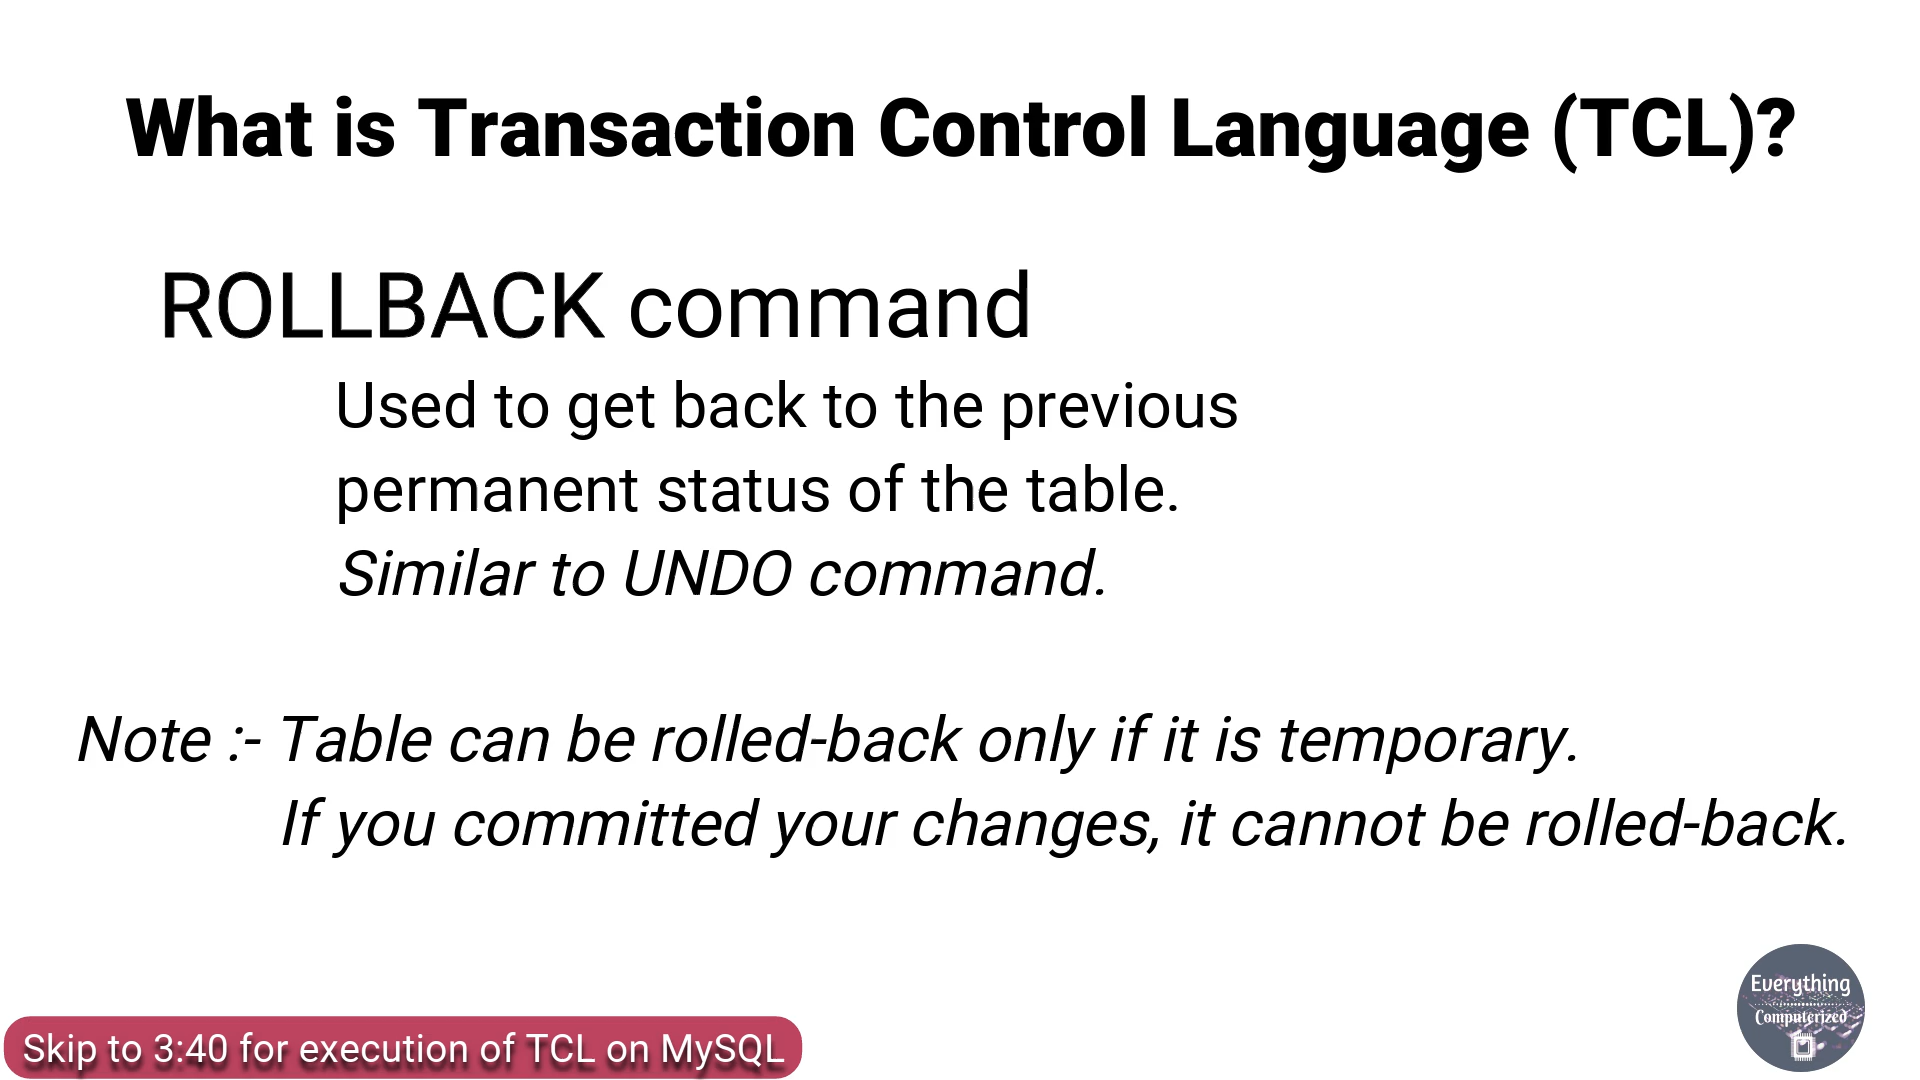 What is Transaction Control Language (TCL)?
ROLLBACK command
Used to get back to the previous
permanent status of the table.
Similar to UNDO command.
Note :- Table can be rolled-back only if it is temporary.
If you committed your changes, it cannot be rolled-back.
Everything
Computerized
Skip to 3:40 for execution of TCL on MySQL